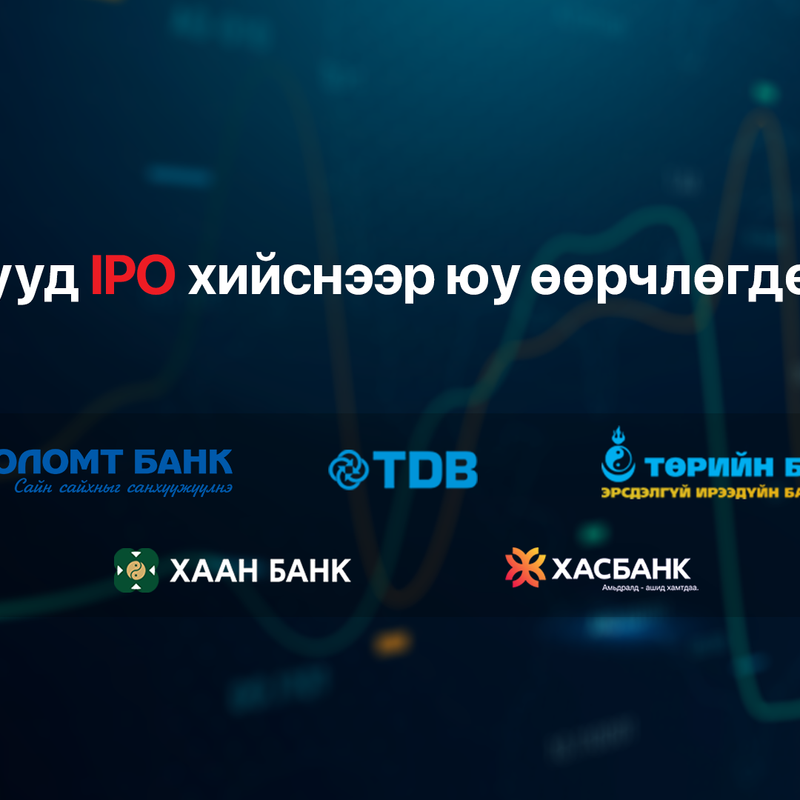 ууд IPO хийснээр юу өөрчлөгде
ОЛОМТ БАНК
Сайн сайхныг санхүүжүүлнэ
TDB
ТӨРИЙН Б
ЭРСДЭЛГҮЙ ИРЭЭДҮЙН БА
ХААН БАНК
ХАСБАНК
Амьдралд - ашид хамтдаа.